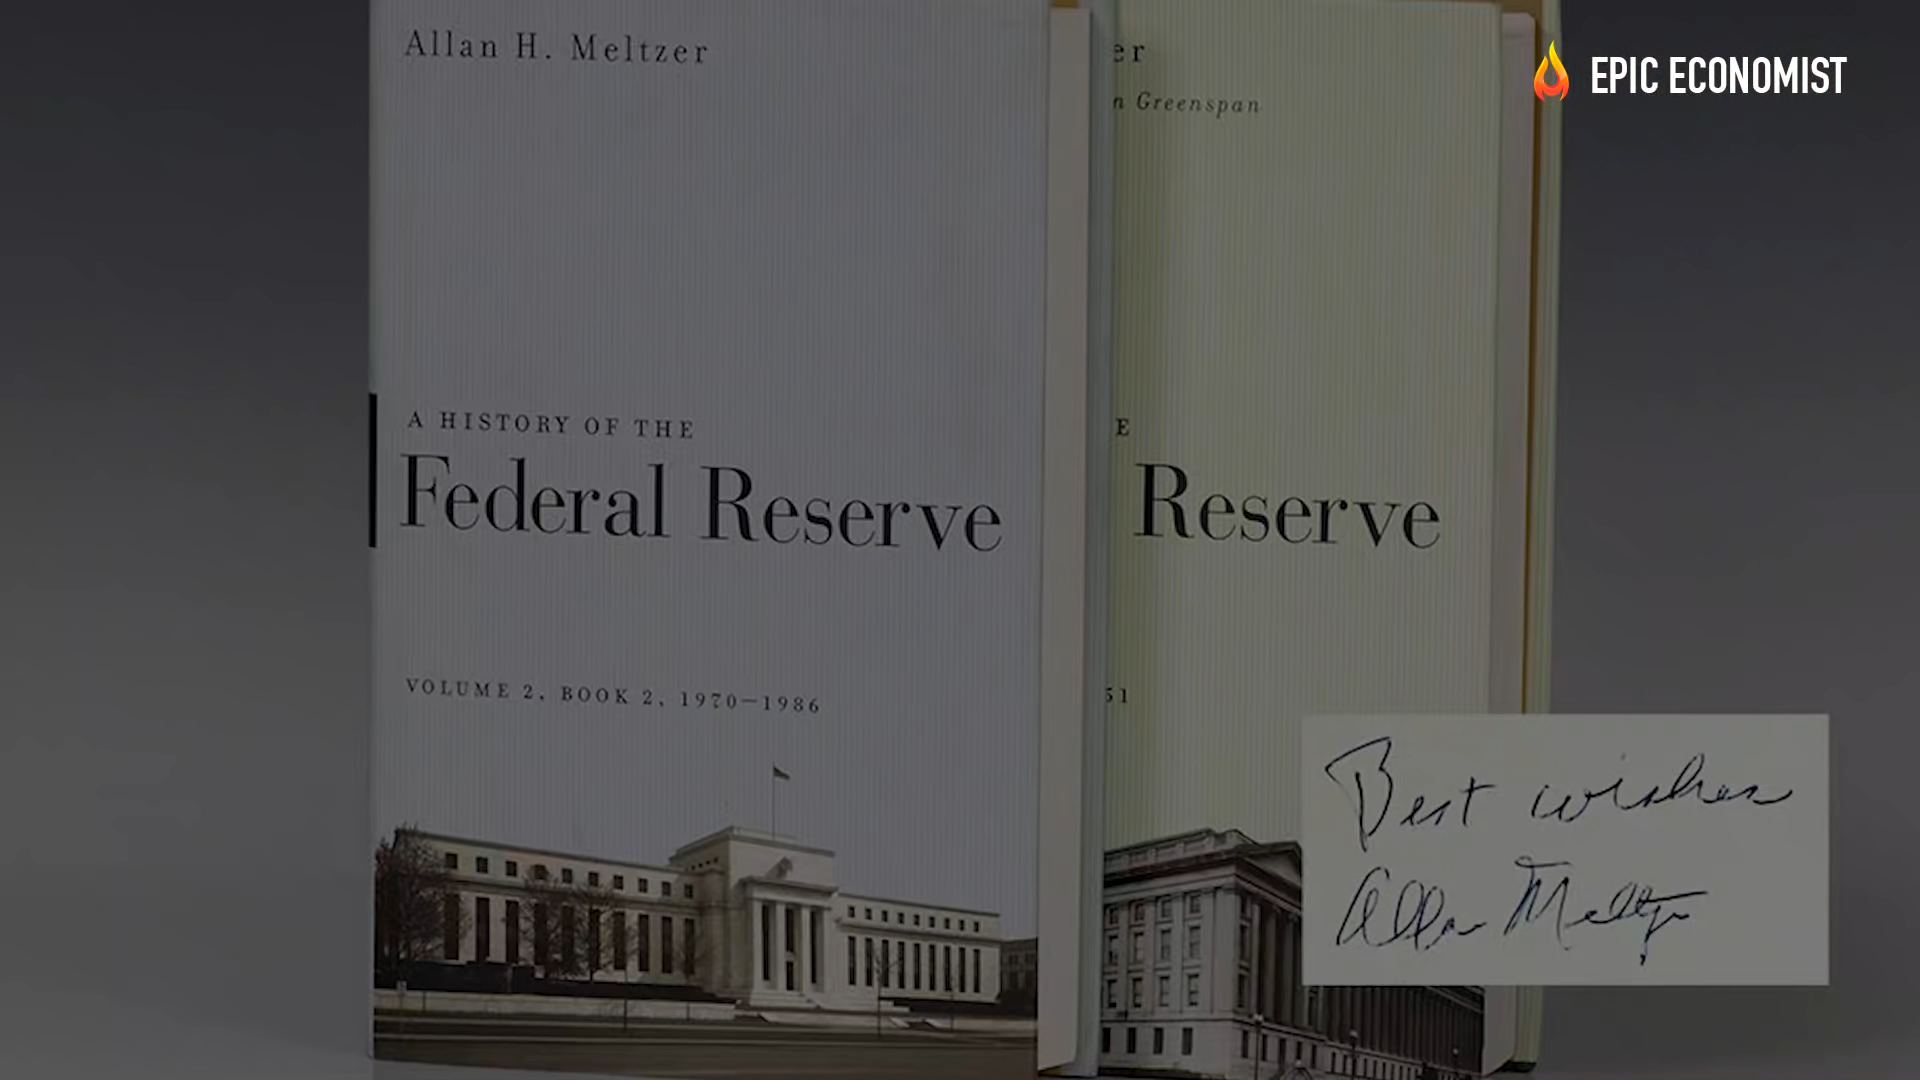 Allan H. Meltzer
A HISTORY OF THE
Federal Reserve
VOLUME 2, BOOK 2, 1970–1986
er
n Greenspan
E
Reserve
51
EPIC ECONOMIST
Best wishes
Allan Meltzer